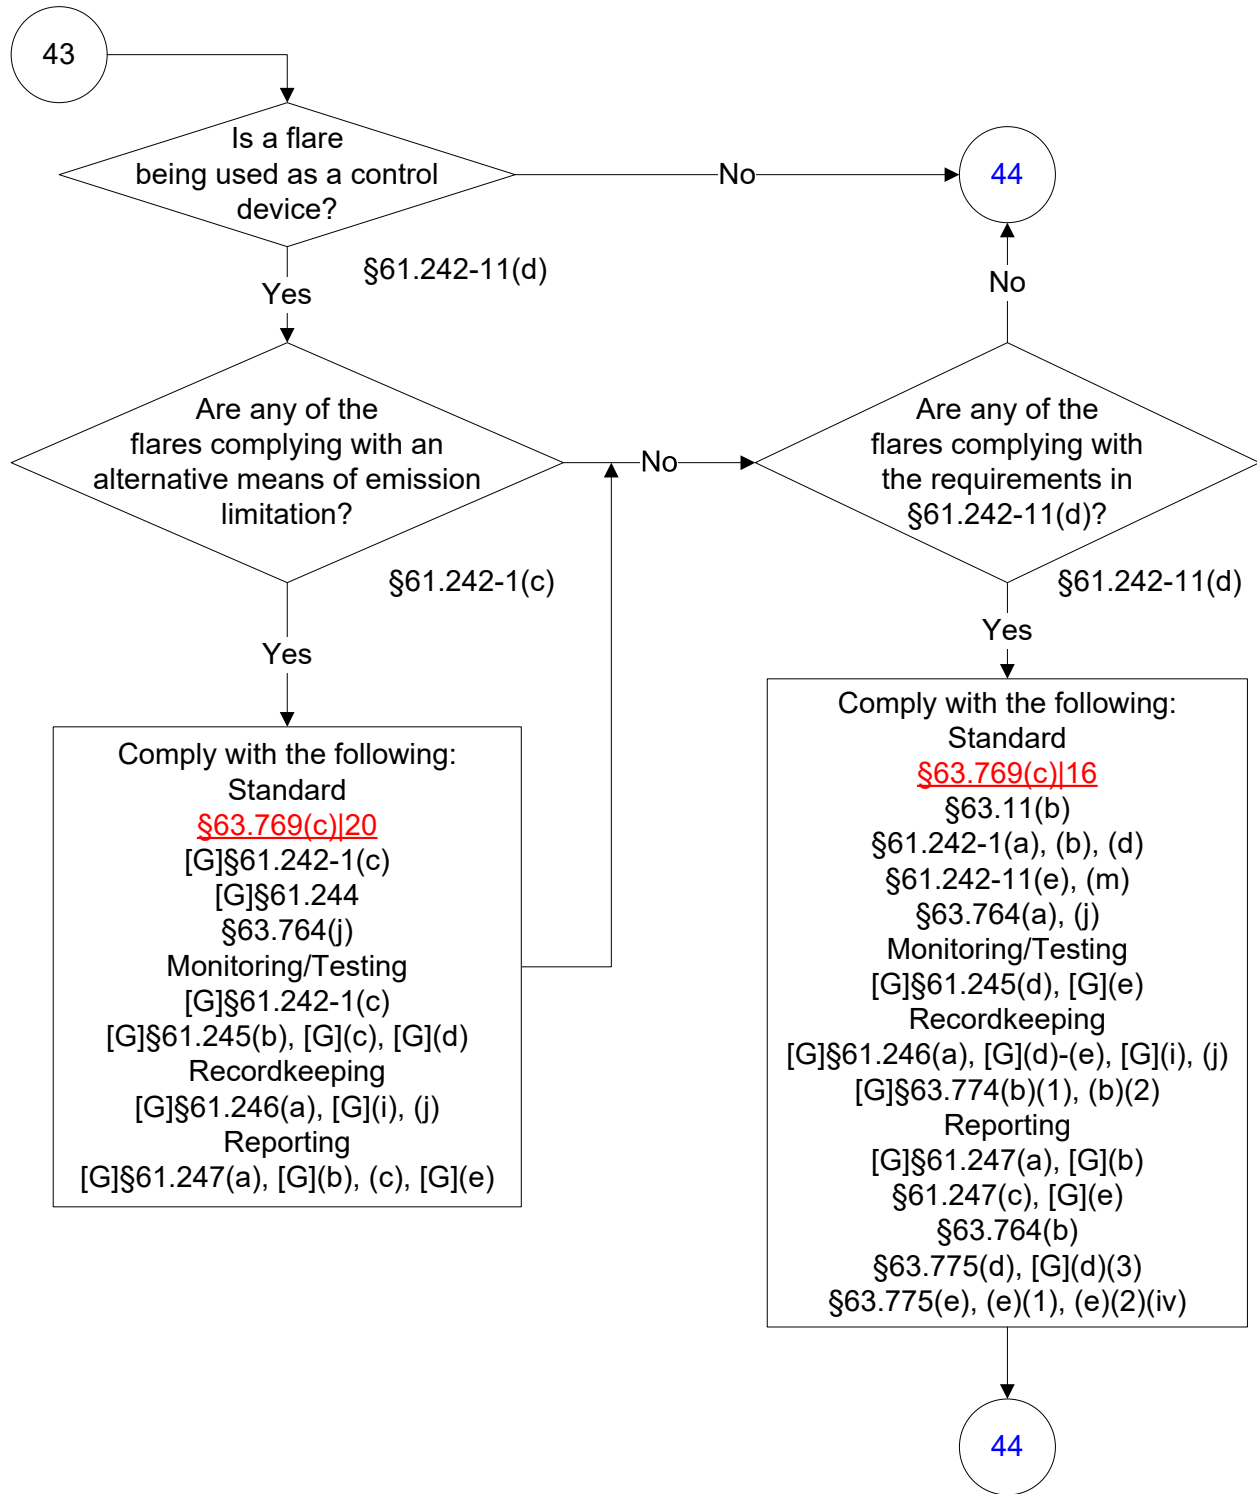 43
Is a flare
being used as a control
device?
No
44
§61.242-11(d)
Yes
No
Are any of the
flares complying with an
alternative means of emission
limitation?
No
Are any of the
flares complying with
the requirements in
§61.242-11(d)?
§61.242-1(c)
§61.242-11(d)
Yes
Yes
Comply with the following:
Standard
§63.769(c)|20
[G]§61.242-1(c)
[G]§61.244
§63.764(j)
Monitoring/Testing
[G]§61.242-1(c)
[G]§61.245(b), [G](c), [G](d)
Recordkeeping
[G]§61.246(a), [G](i), (j)
Reporting
[G]§61.247(a), [G](b), (c), [G](e)
Comply with the following:
Standard
§63.769(c)|16
§63.11(b)
§61.242-1(a), (b), (d)
§61.242-11(e), (m)
§63.764(a), (j)
Monitoring/Testing
[G]§61.245(d), [G](e)
Recordkeeping
[G]§61.246(a), [G](d)-(e), [G](i), (j)
[G]§63.774(b)(1), (b)(2)
Reporting
[G]§61.247(a), [G](b)
§61.247(c), [G](e)
§63.764(b)
§63.775(d), [G](d)(3)
§63.775(e), (e)(1), (e)(2)(iv)
44